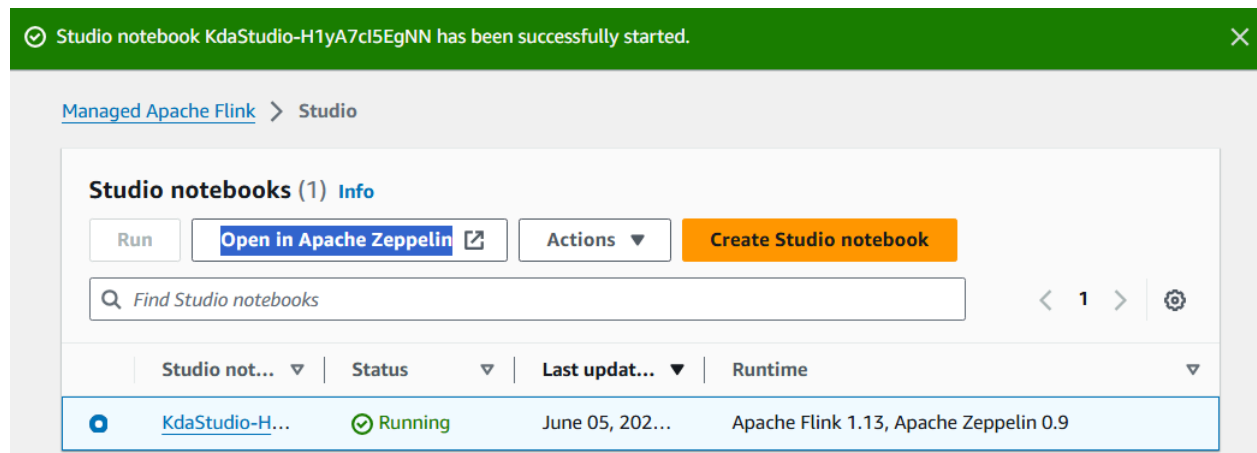 Studio notebook KdaStudio-H1yA7cI5EgNN has been successfully started.
Managed Apache Flink > Studio
Studio notebooks (1) Info
Run Open in Apache Zeppelin Actions Create Studio notebook
Find Studio notebooks 1
Studio not... Status Last updat... Runtime
KdaStudio-H... Running June 05, 202... Apache Flink 1.13, Apache Zeppelin 0.9